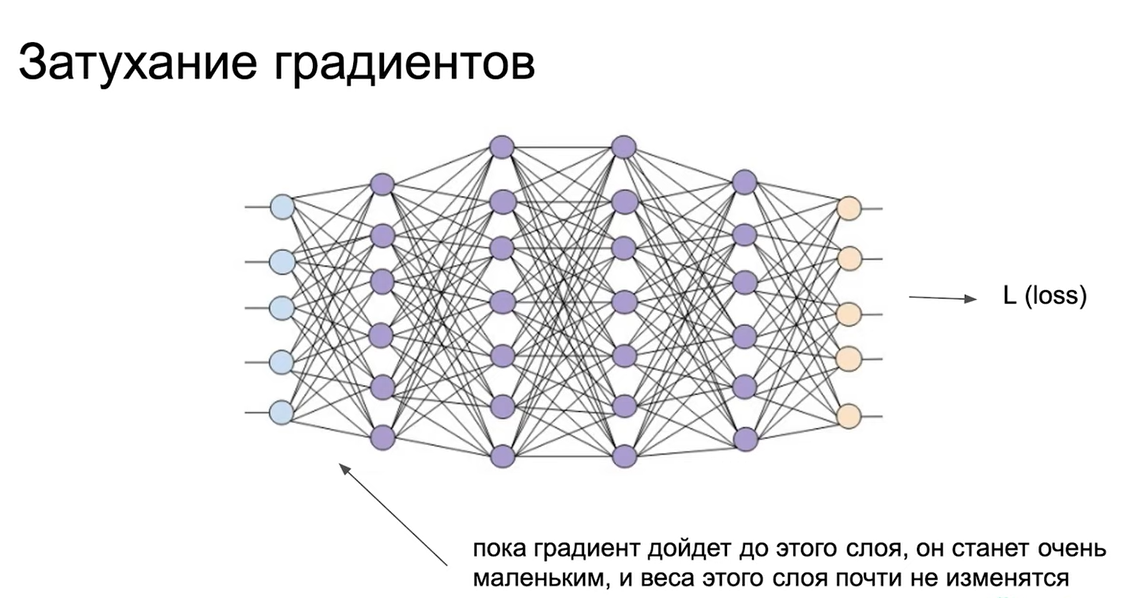 Затухание градиентов
L (loss)
пока градиент дойдет до этого слоя, он станет очень
маленьким, и веса этого слоя почти не изменятся